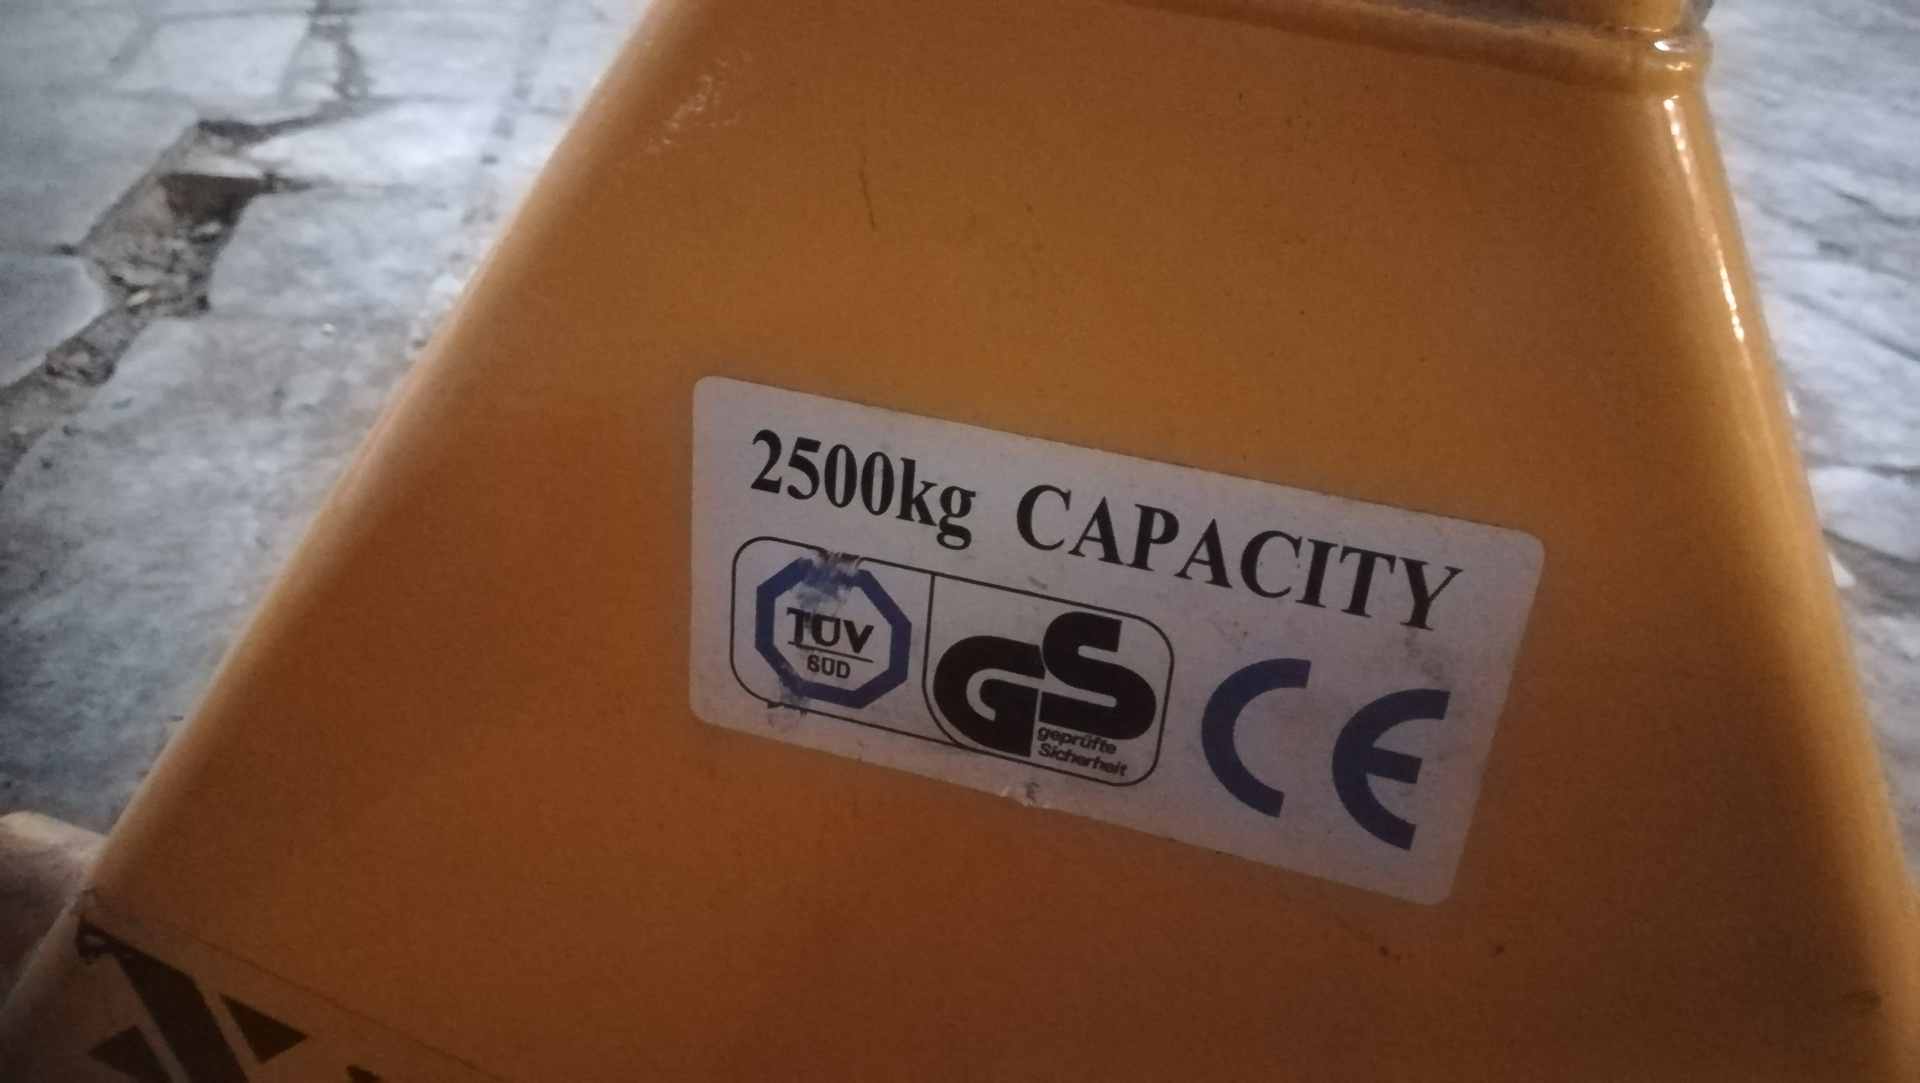 2500kg CAPACITY
TÜV
SÜD
GS
geprüfte
Sicherheit
CE